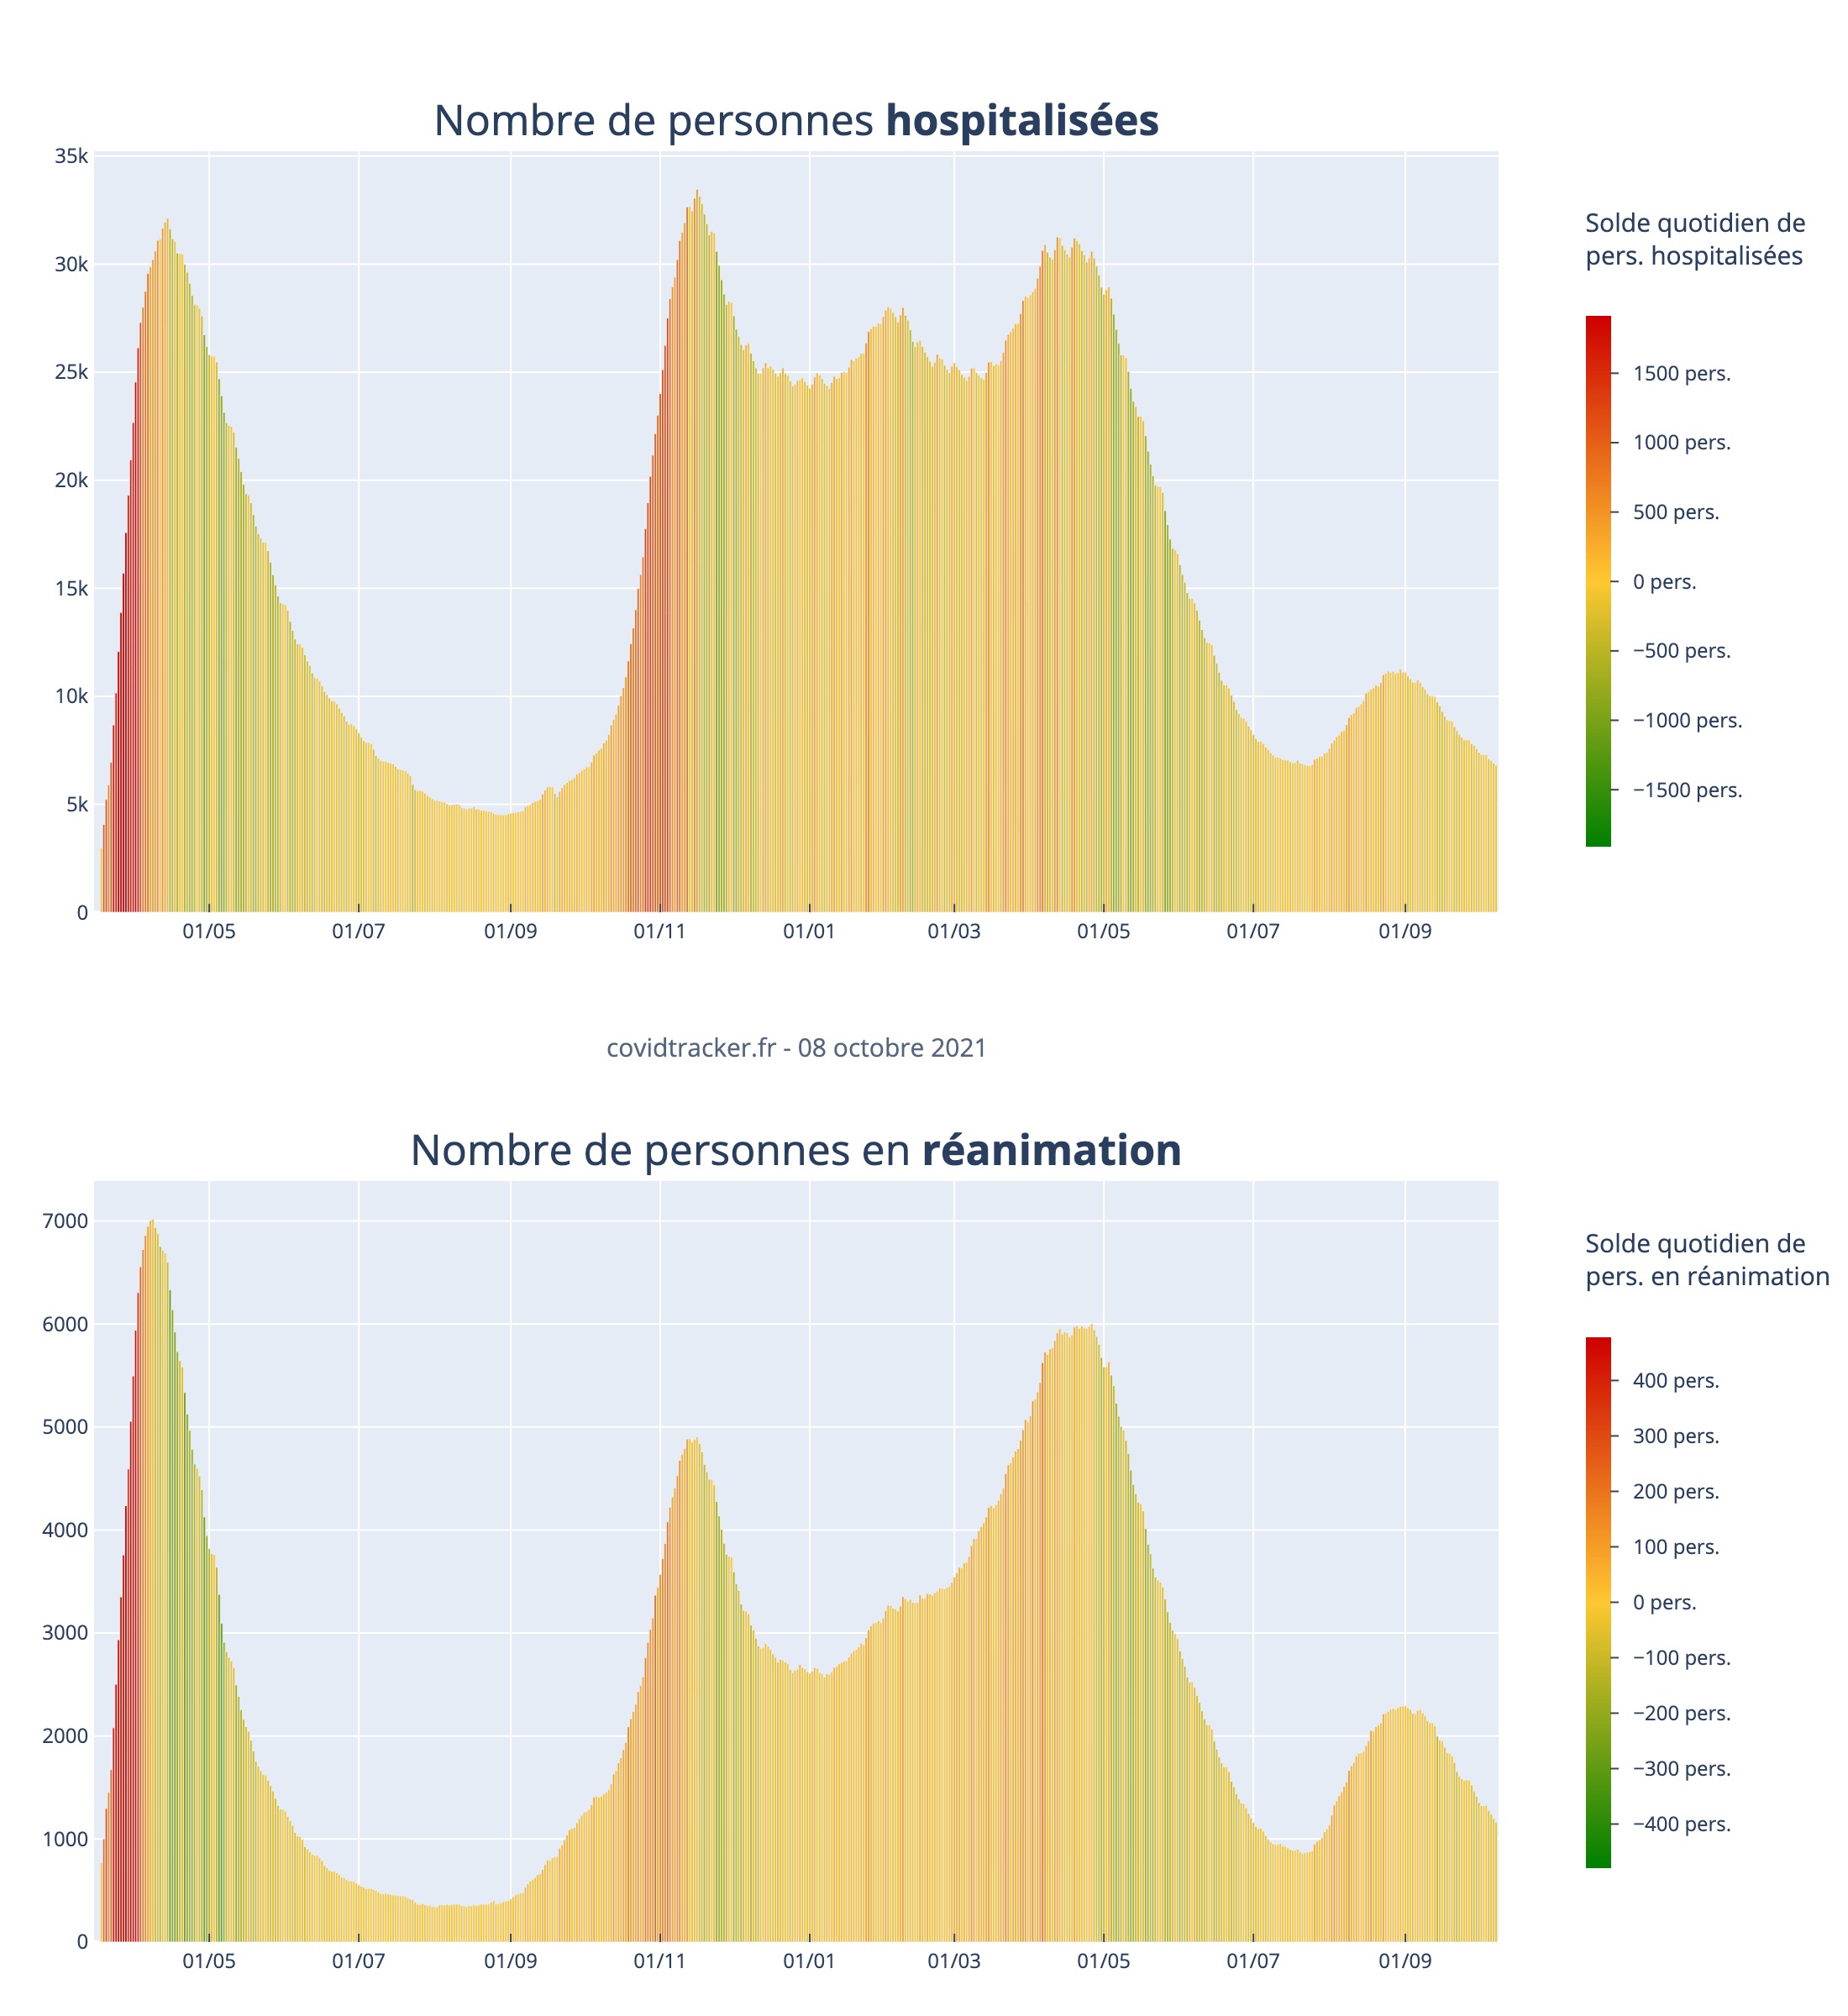 Nombre de personnes hospitalisées
35k
30k
25k
20k
15k
10k
5k
0
01/05 01/07 01/09 01/11 01/01 01/03 01/05 01/07 01/09
Solde quotidien de
pers. hospitalisées
1500 pers.
1000 pers.
500 pers.
0 pers.
−500 pers.
−1000 pers.
−1500 pers.
covidtracker.fr - 08 octobre 2021
Nombre de personnes en réanimation
7000
6000
5000
4000
3000
2000
1000
0
01/05 01/07 01/09 01/11 01/01 01/03 01/05 01/07 01/09
Solde quotidien de
pers. en réanimation
400 pers.
300 pers.
200 pers.
100 pers.
0 pers.
−100 pers.
−200 pers.
−300 pers.
−400 pers.